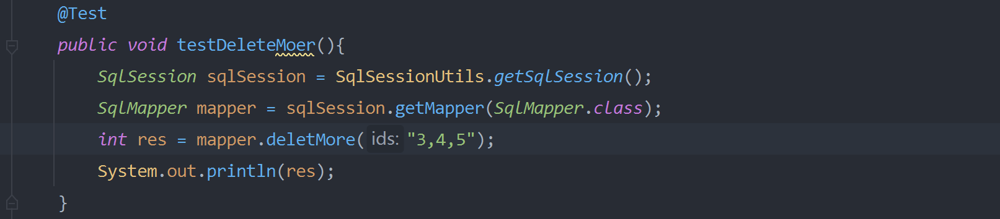 @Test
public void testDeleteMoer(){
SqlSession sqlSession = SqlSessionUtils.getSqlSession();
SqlMapper mapper = sqlSession.getMapper(SqlMapper.class);
int res = mapper.deletMore( ids: "3,4,5");
System.out.println(res);
}